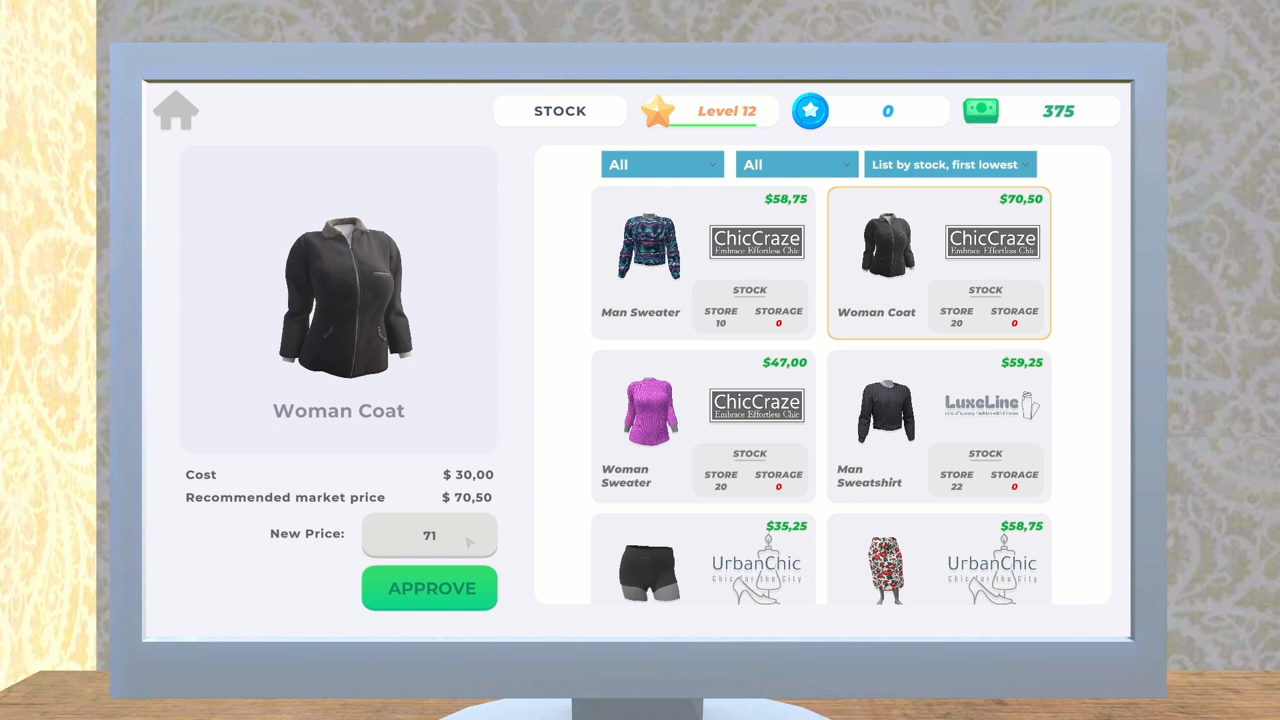 STOCK
Level 12
0
375
All
All
List by stock, first lowest
Woman Coat
Cost
$ 30,00
Recommended market price
$ 70,50
New Price:
71
APPROVE
$58,75
ChicCraze
Embrace Effortless Chic
Man Sweater
STOCK
STORE
STORAGE
10
0
$70,50
ChicCraze
Embrace Effortless Chic
Woman Coat
STOCK
STORE
STORAGE
20
0
$47,00
ChicCraze
Embrace Effortless Chic
Woman
Sweater
STOCK
STORE
STORAGE
20
0
$59,25
LuxeLine
Man
Sweatshirt
STOCK
STORE
STORAGE
22
0
$35,25
UrbanChic
Chic for the City
$58,75
UrbanChic
Chic for the City